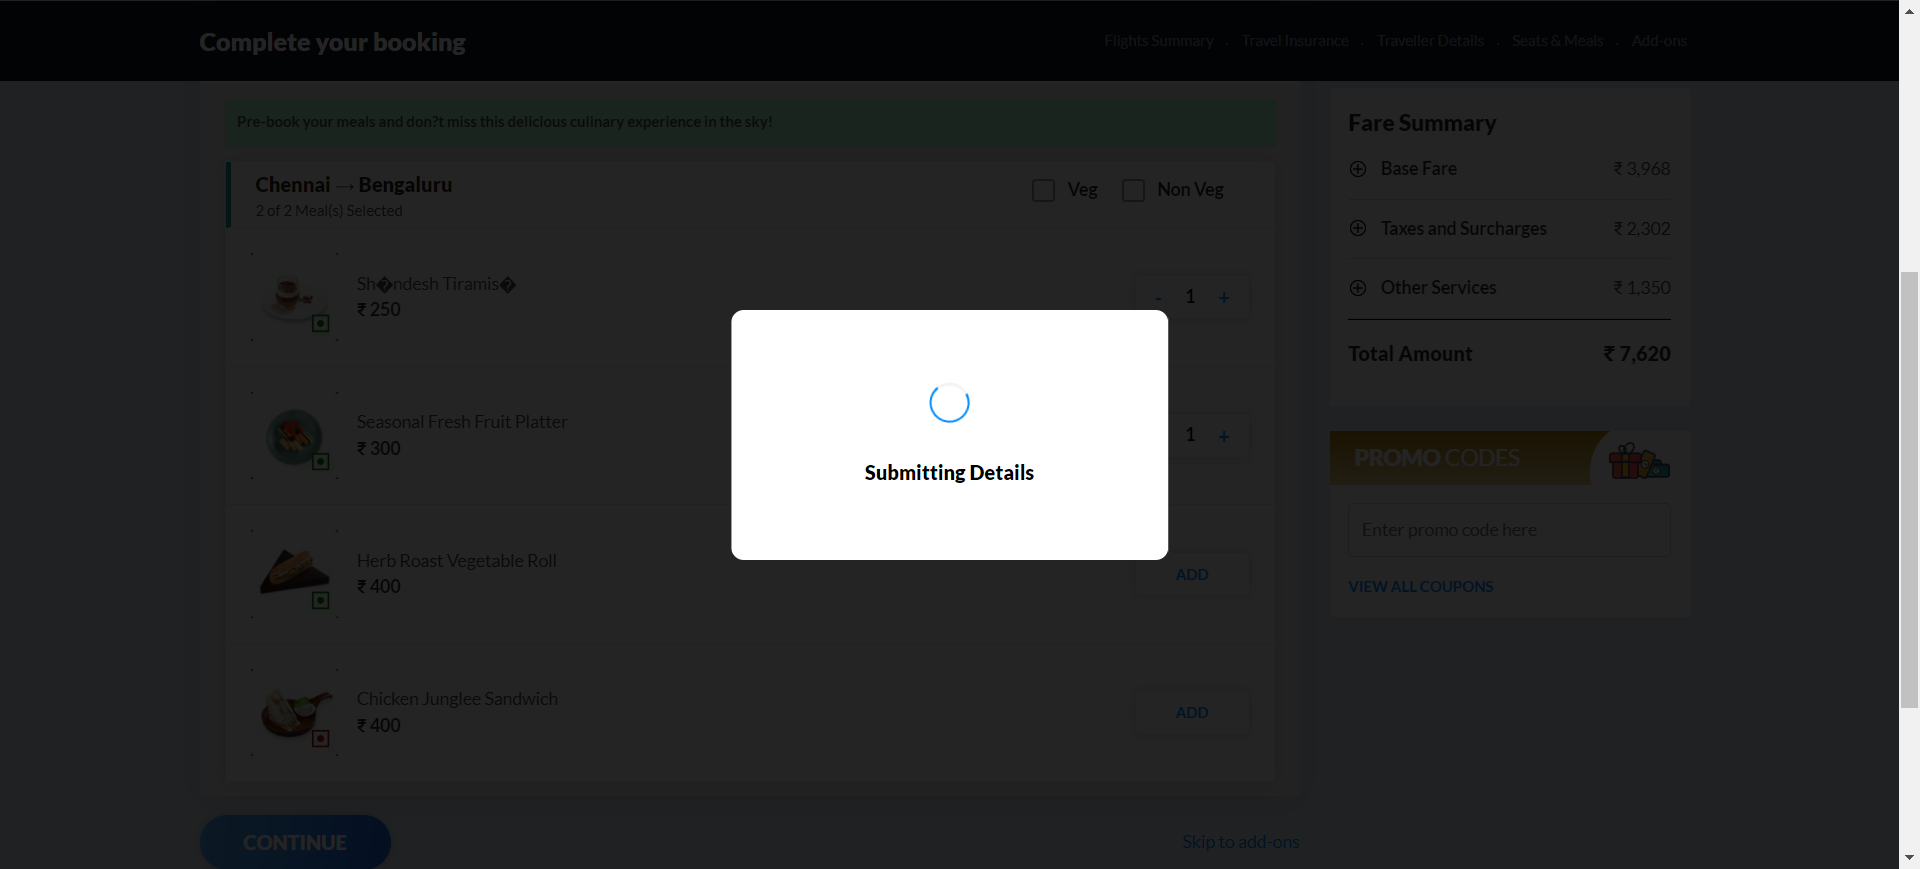 Complete your booking
Flights Summary · Travel Insurance · Traveller Details · Seats & Meals · Add-ons
Pre-book your meals and don?t miss this delicious culinary experience in the sky!
Chennai → Bengaluru
2 of 2 Meal(s) Selected
Veg
Non Veg
Sh�ndesh Tiramis�
₹ 250
- 1 +
Seasonal Fresh Fruit Platter
₹ 300
1 +
Herb Roast Vegetable Roll
₹ 400
ADD
Chicken Junglee Sandwich
₹ 400
ADD
Submitting Details
CONTINUE
Skip to add-ons
Fare Summary
Base Fare ₹ 3,968
Taxes and Surcharges ₹ 2,302
Other Services ₹ 1,350
Total Amount ₹ 7,620
PROMO CODES
Enter promo code here
VIEW ALL COUPONS